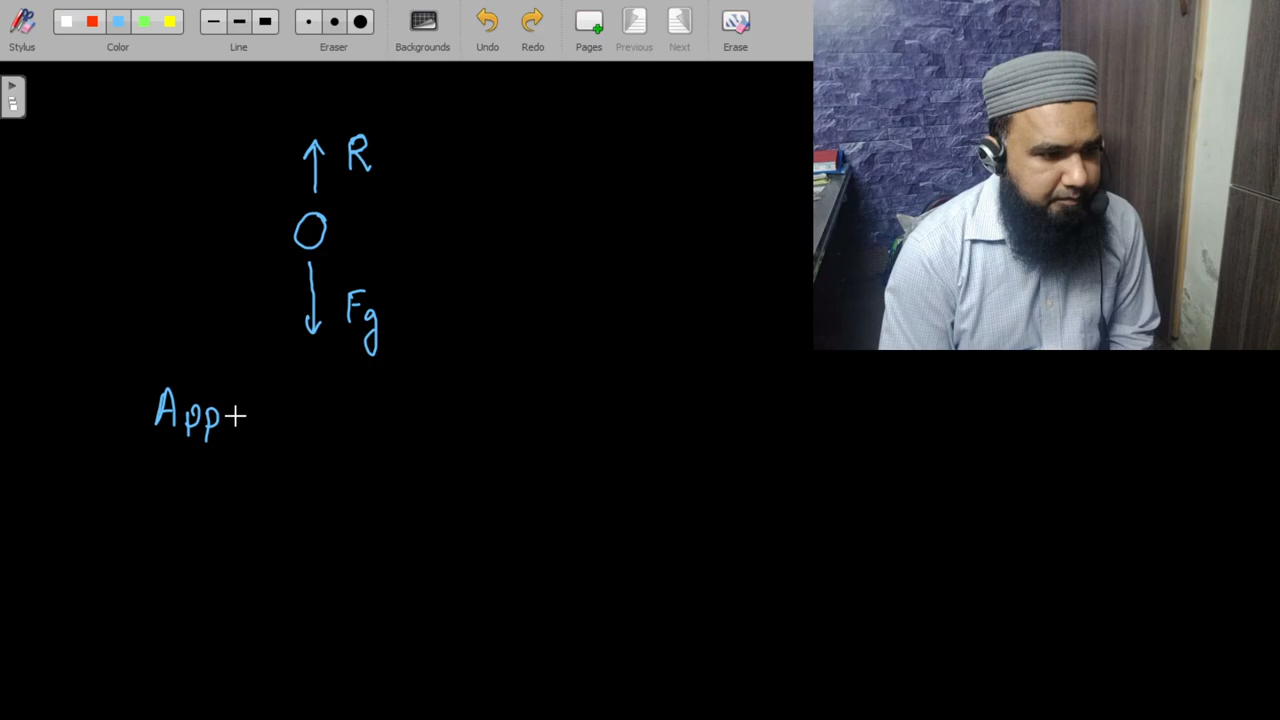 Stylus
Color
Line
Eraser
Backgrounds
Undo
Redo
Pages
Previous
Next
Erase
R
Fg
App